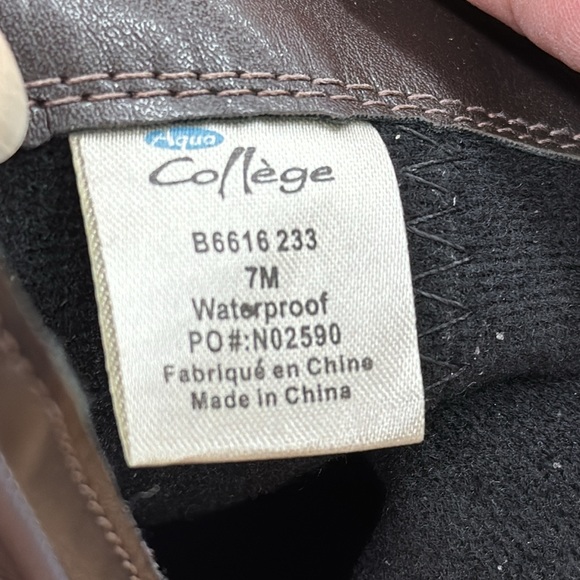 Aqua
Collège
B6616 233
7M
Waterproof
PO#:N02590
Fabriqué en Chine
Made in China